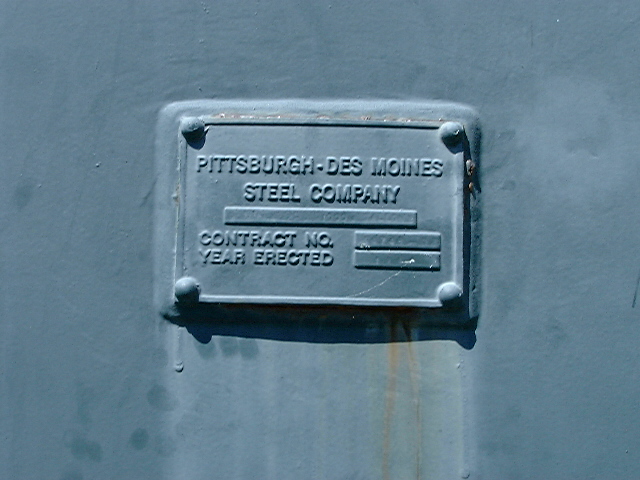 PITTSBURGH-DES MOINES
STEEL COMPANY
CONTRACT NO.
YEAR ERECTED